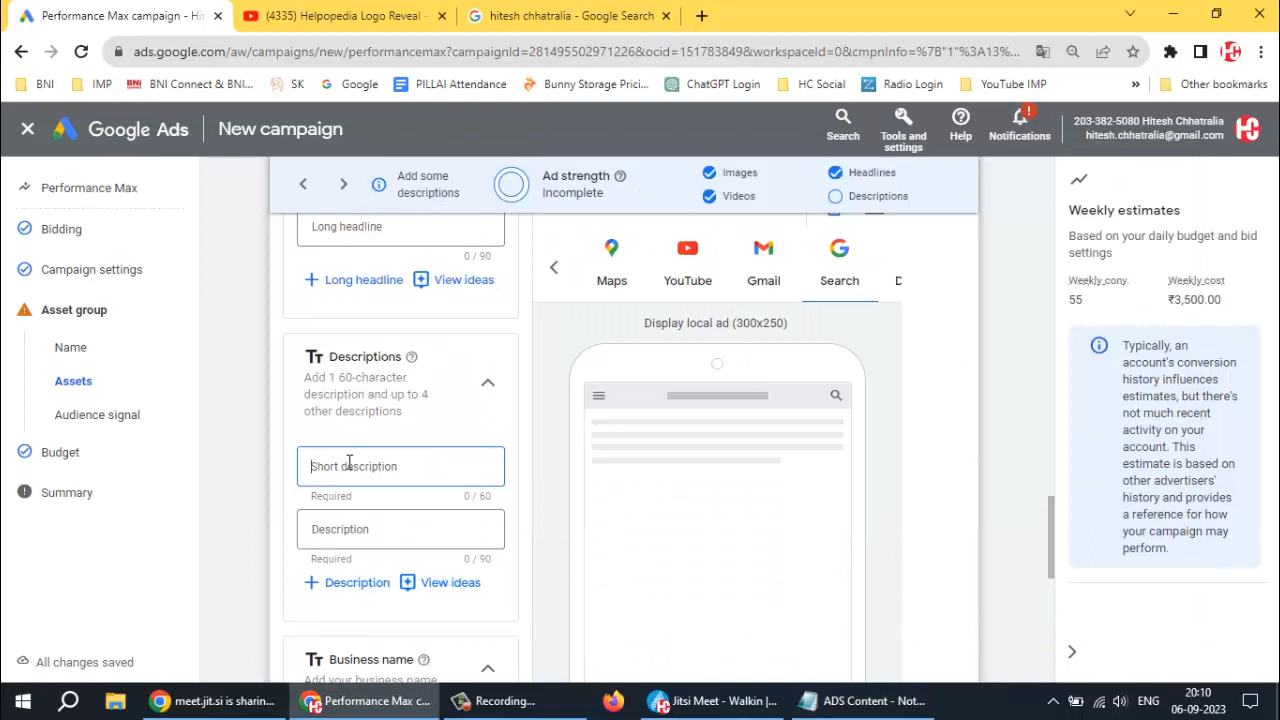 Performance Max campaign - Hit
(4335) Helpopedia Logo Reveal -
hitesh chhatralia - Google Search
ads.google.com/aw/campaigns/new/performancemax?campaignId=281495502971226&ocid=151783849&workspaceId=0&cmpnInfo=%7B"1"%3A13%...
BNI
IMP
BNI Connect & BNI...
SK
Google
PILLAI Attendance
Bunny Storage Prici...
ChatGPT Login
HC Social
Radio Login
YouTube IMP
»
Other bookmarks
Google Ads
New campaign
Search
Tools and
settings
Help
Notifications
203-382-5080 Hitesh Chhatralia
hitesh.chhatralia@gmail.com
Performance Max
Bidding
Campaign settings
Asset group
Name
Assets
Audience signal
Budget
Summary
All changes saved
Add some
descriptions
Ad strength
Incomplete
Images
Videos
Headlines
Descriptions
Long headline
0 / 90
Long headline
View ideas
Descriptions
Add 1 60-character
description and up to 4
other descriptions
Short description
Required
0 / 60
Description
Required
0 / 90
Description
View ideas
Business name
Add your business name
Maps
YouTube
Gmail
Search
D
Display local ad (300x250)
Weekly estimates
Based on your daily budget and bid
settings
Weekly conv.
Weekly cost
55
₹3,500.00
Typically, an
account's conversion
history influences
estimates, but there's
not much recent
activity on your
account. This
estimate is based on
other advertisers'
history and provides
a reference for how
your campaign may
perform.
meet.jit.si is sharin...
Performance Max c...
Recording...
Jitsi Meet - Walkin |...
ADS Content - Not...
ENG
20:10
06-09-2023